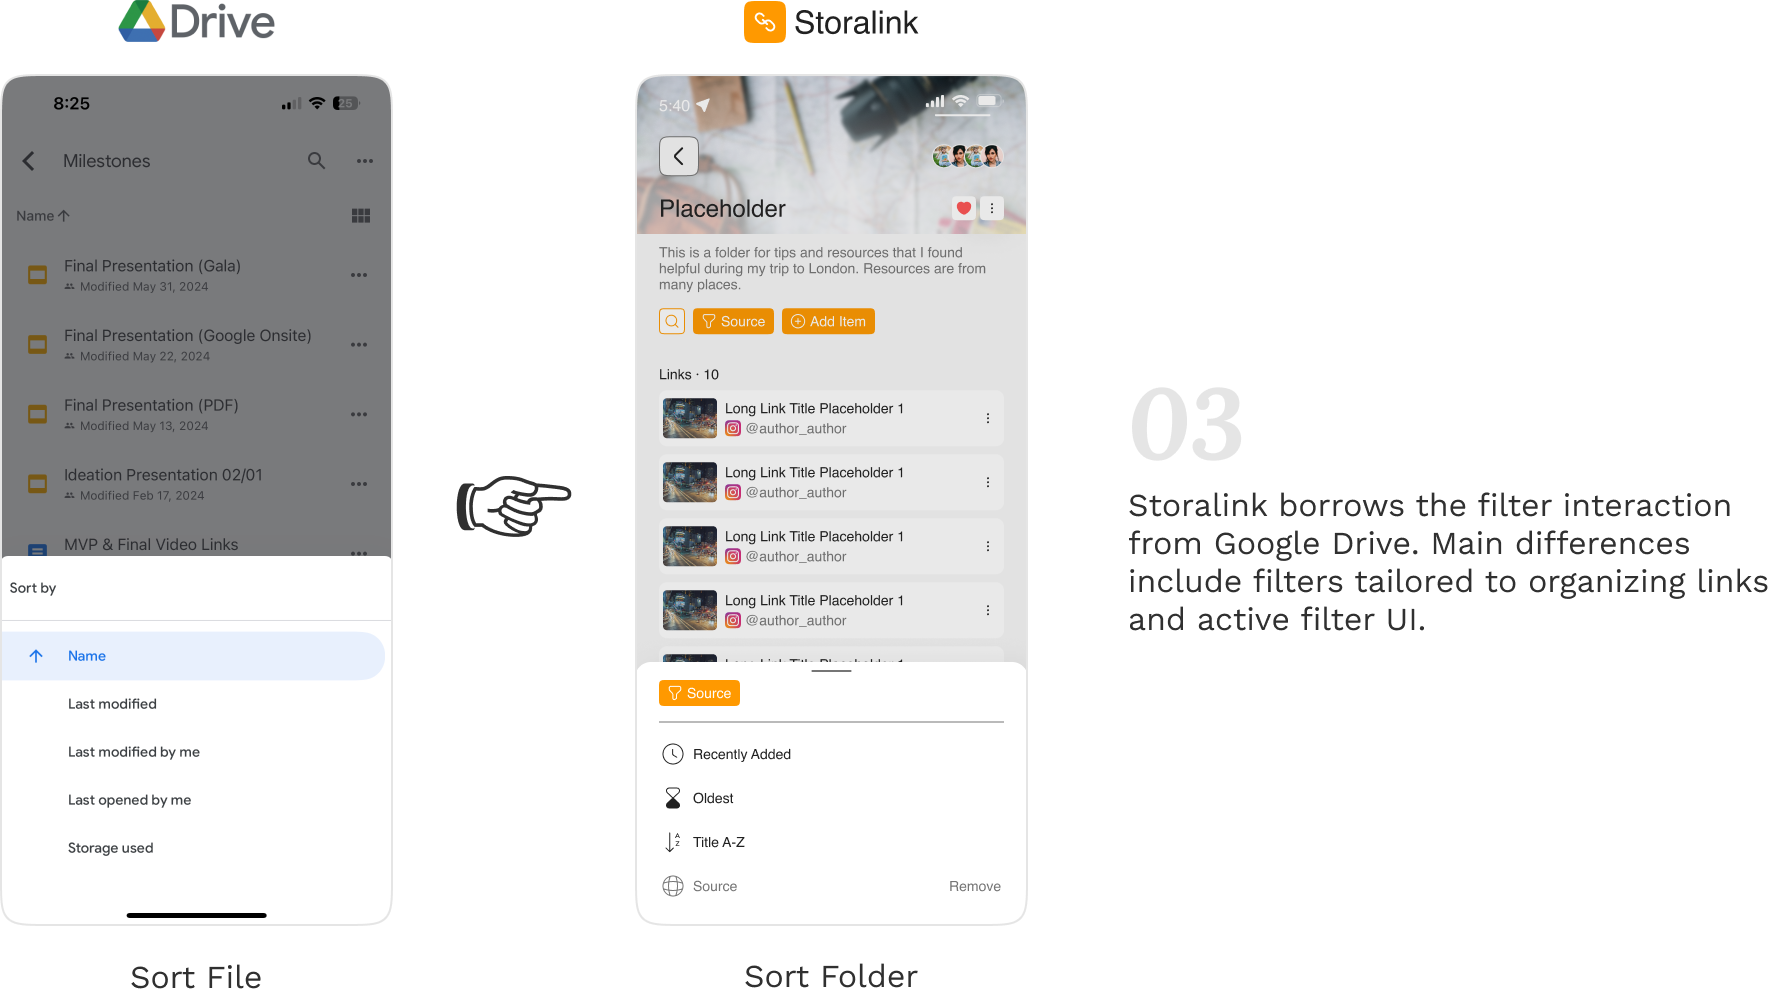 Drive
8:25
25
Milestones
Name
Final Presentation (Gala)
Modified May 31, 2024
Final Presentation (Google Onsite)
Modified May 22, 2024
Final Presentation (PDF)
Modified May 13, 2024
Ideation Presentation 02/01
Modified Feb 17, 2024
MVP & Final Video Links
Sort by
Name
Last modified
Last modified by me
Last opened by me
Storage used
Sort File
Storalink
5:40
Placeholder
This is a folder for tips and resources that I found
helpful during my trip to London. Resources are from
many places.
Source
Add Item
Links · 10
Long Link Title Placeholder 1
@author_author
Long Link Title Placeholder 1
@author_author
Long Link Title Placeholder 1
@author_author
Long Link Title Placeholder 1
@author_author
Long Link Title Placeholder 1
Source
Recently Added
Oldest
A
Z
Title A-Z
Source
Remove
Sort Folder
03
Storalink borrows the filter interaction
from Google Drive. Main differences
include filters tailored to organizing links
and active filter UI.